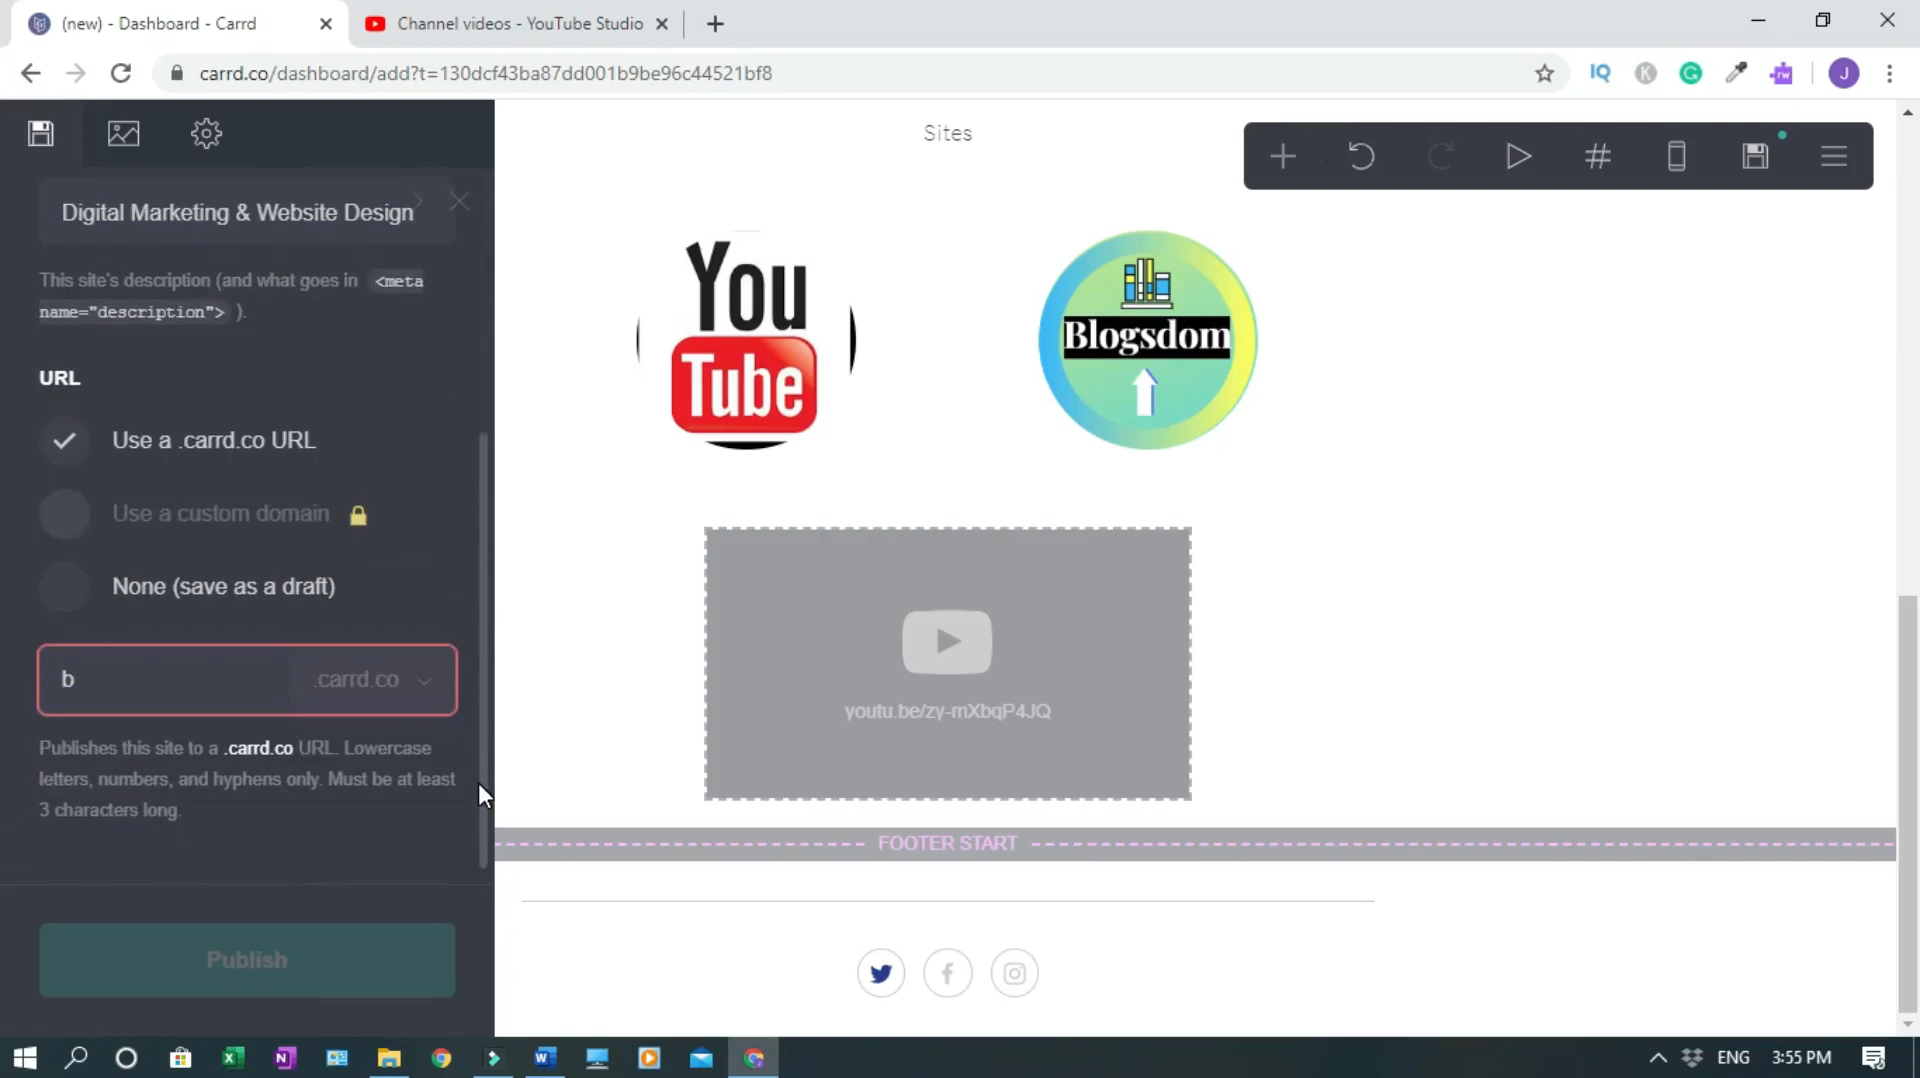 (new) - Dashboard - Carrd
Channel videos - YouTube Studio
carrd.co/dashboard/add?t=130dcf43ba87dd001b9be96c44521bf8
IQ
K
G
rw
J
Digital Marketing & Website Design
This site's description (and what goes in <meta
name="description"> ).
URL
Use a .carrd.co URL
Use a custom domain
None (save as a draft)
b .carrd.co
Publishes this site to a .carrd.co URL. Lowercase
letters, numbers, and hyphens only. Must be at least
3 characters long.
Publish
Sites
You
Tube
Blogsdom
youtu.be/zy-mXbqP4JQ
FOOTER START
ENG
3:55 PM